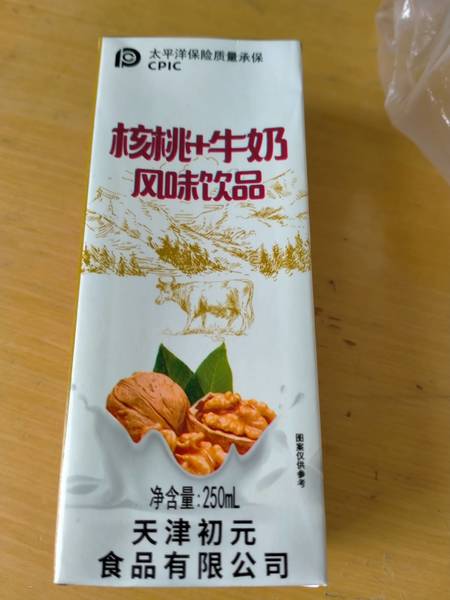 太平洋保险质量承保
CPIC
核桃+牛奶
风味饮品
图案仅供参考
净含量:250mL
天津初元
食品有限公司